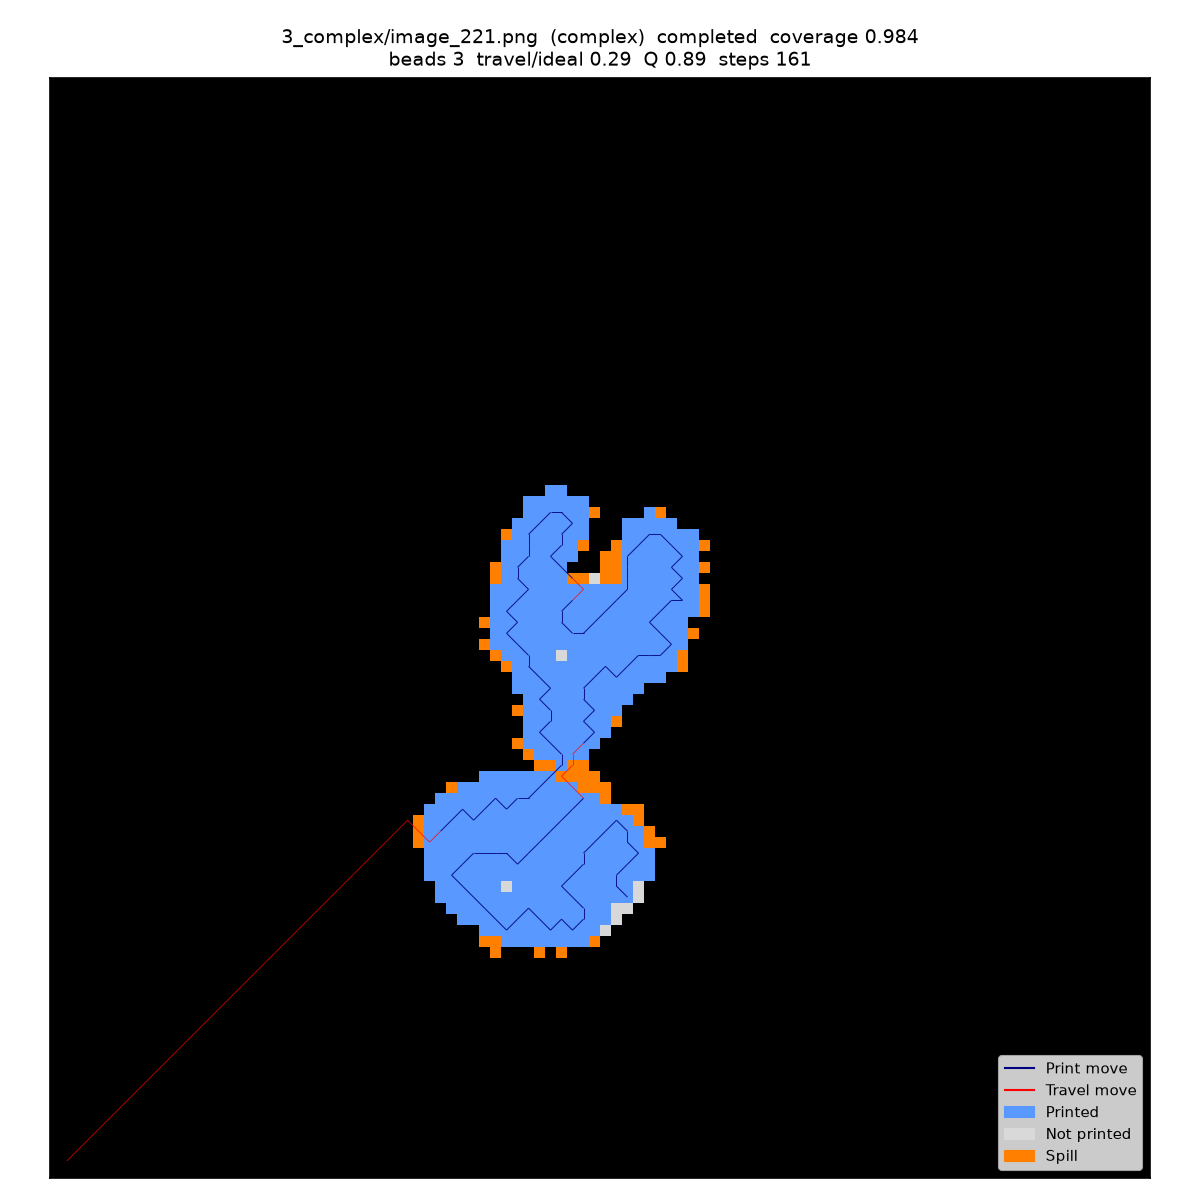 3_complex/image_221.png  (complex)  completed  coverage 0.984
beads 3  travel/ideal 0.29  Q 0.89  steps 161
Print move
Travel move
Printed
Not printed
Spill